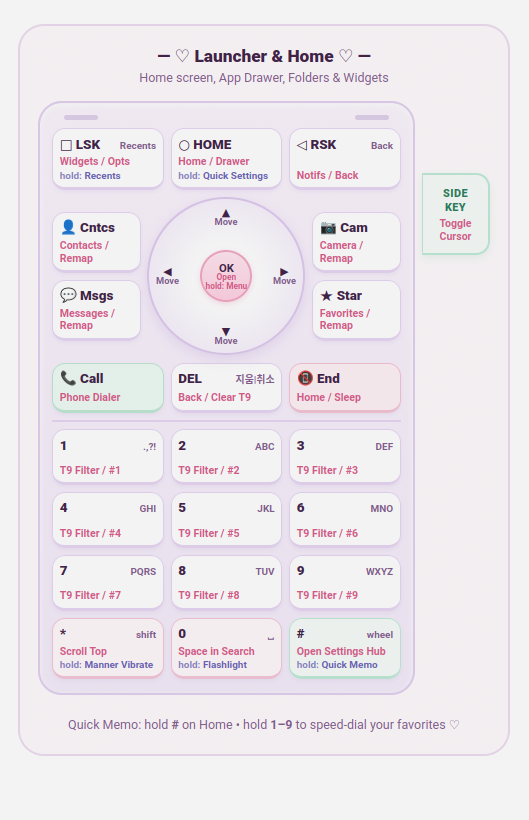 — ♡ Launcher & Home ♡ —
Home screen, App Drawer, Folders & Widgets
□ LSK Recents
Widgets / Opts
hold: Recents
○ HOME
Home / Drawer
hold: Quick Settings
◁ RSK Back
Notifs / Back
SIDE
KEY
Toggle
Cursor
👤 Cntcs
Contacts /
Remap
💬 Msgs
Messages /
Remap
▲
Move
◀
Move
OK
Open
hold: Menu
▶
Move
▼
Move
📷 Cam
Camera /
Remap
★ Star
Favorites /
Remap
📞 Call
Phone Dialer
DEL 지움|취소
Back / Clear T9
📵 End
Home / Sleep
1 .,?!
T9 Filter / #1
2 ABC
T9 Filter / #2
3 DEF
T9 Filter / #3
4 GHI
T9 Filter / #4
5 JKL
T9 Filter / #5
6 MNO
T9 Filter / #6
7 PQRS
T9 Filter / #7
8 TUV
T9 Filter / #8
9 WXYZ
T9 Filter / #9
* shift
Scroll Top
hold: Manner Vibrate
0 ⎵
Space in Search
hold: Flashlight
# wheel
Open Settings Hub
hold: Quick Memo
Quick Memo: hold # on Home • hold 1–9 to speed-dial your favorites ♡